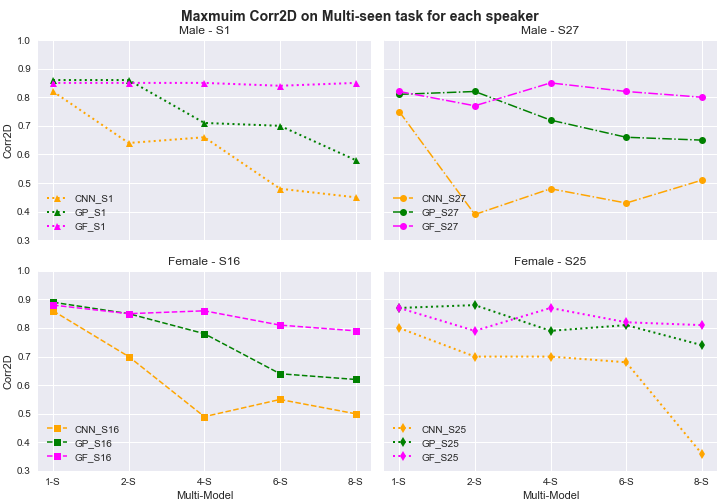 Maxmuim Corr2D on Multi-seen task for each speaker
Male - S1
1.0
0.9
0.8
0.7
0.6
0.5
0.4
0.3
Corr2D
CNN_S1
GP_S1
GF_S1
Male - S27
CNN_S27
GP_S27
GF_S27
Female - S16
1.0
0.9
0.8
0.7
0.6
0.5
0.4
0.3
Corr2D
CNN_S16
GP_S16
GF_S16
1-S 2-S 4-S 6-S 8-S
Multi-Model
Female - S25
CNN_S25
GP_S25
GF_S25
1-S 2-S 4-S 6-S 8-S
Multi-Model